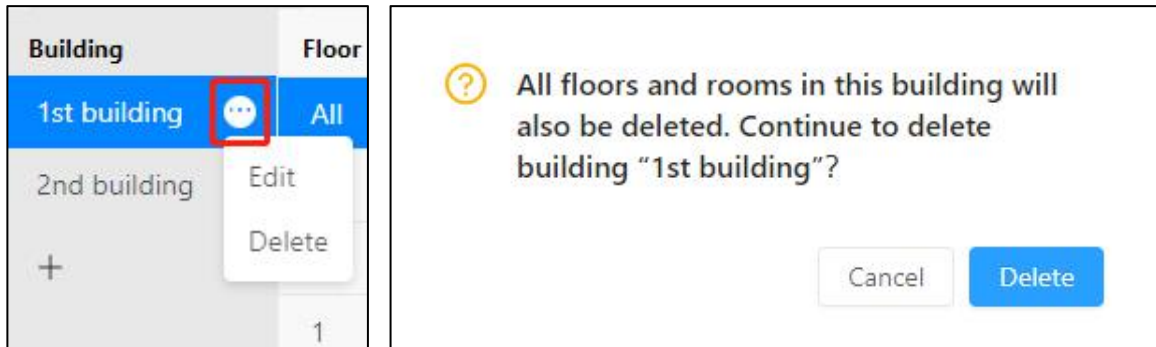 Building
Floor
1st building
All
2nd building
Edit
Delete
+
1
All floors and rooms in this building will
also be deleted. Continue to delete
building “1st building”?
Cancel
Delete